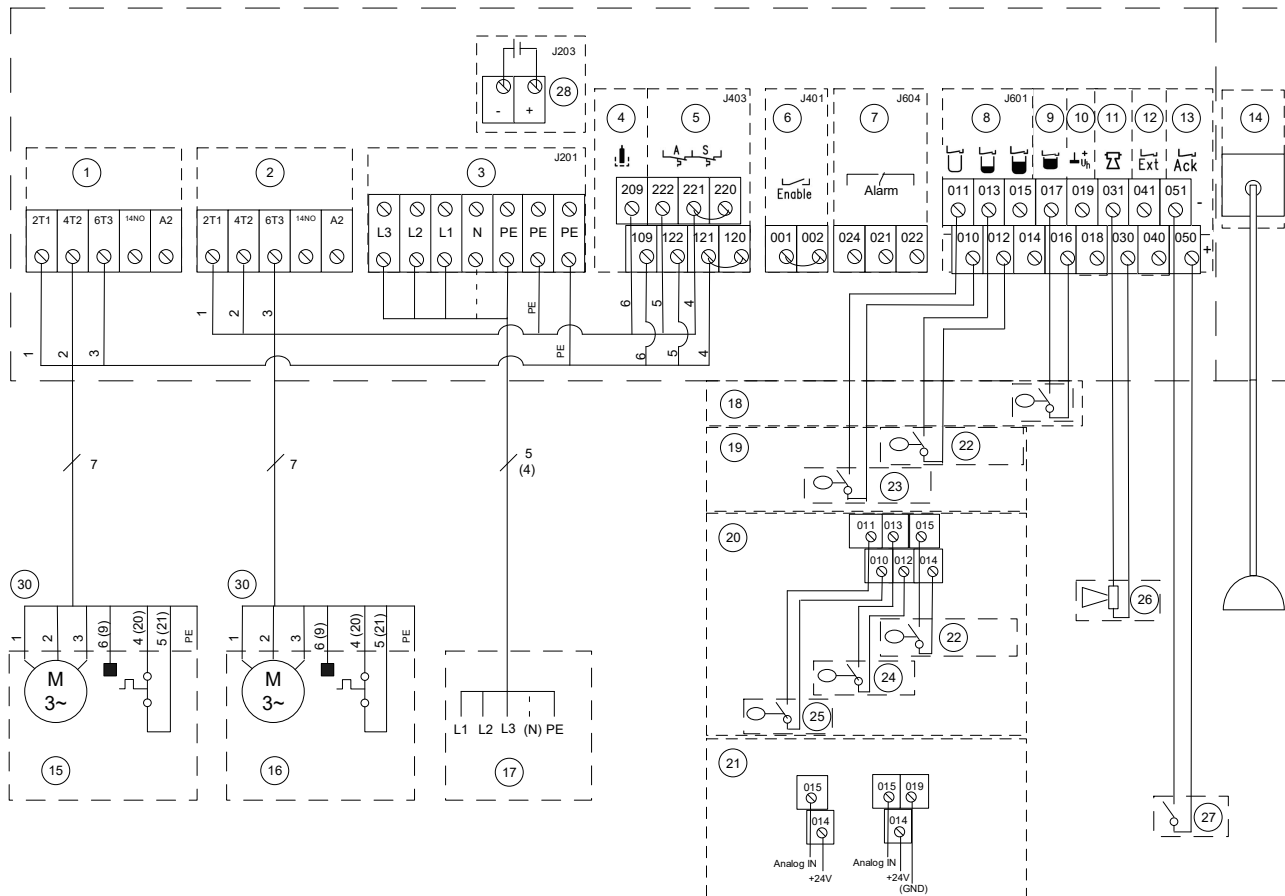 J203
28
- +
4 J403
5
J401
6
J604
7
J601
8 9 10 11 12 13 14
1 2 3 J201
A S
Enable
Alarm
+
Uh
Ext
Ack
2T1 4T2 6T3 14NO A2
2T1 4T2 6T3 14NO A2
L3 L2 L1 N PE PE PE
209 222 221 220
109 122 121 120
001 002
024 021 022
011 013 015 017 019 031 041 051 -
010 012 014 016 018 030 040 050 +
1 2 3 PE 6 5 4
1 2 3 PE 6 5 4
18
19
22
23
7 7 5
(4)
20
011 013 015
010 012 014
22
24
25
26
27
30 30
1 2 3 6 (9) 4 (20) 5 (21) PE
1 2 3 6 (9) 4 (20) 5 (21) PE
M
3~
M
3~
L1 L2 L3 (N) PE
15 16 17
21
015 015 019
014 014
Analog IN
+24V
Analog IN
+24V
(GND)